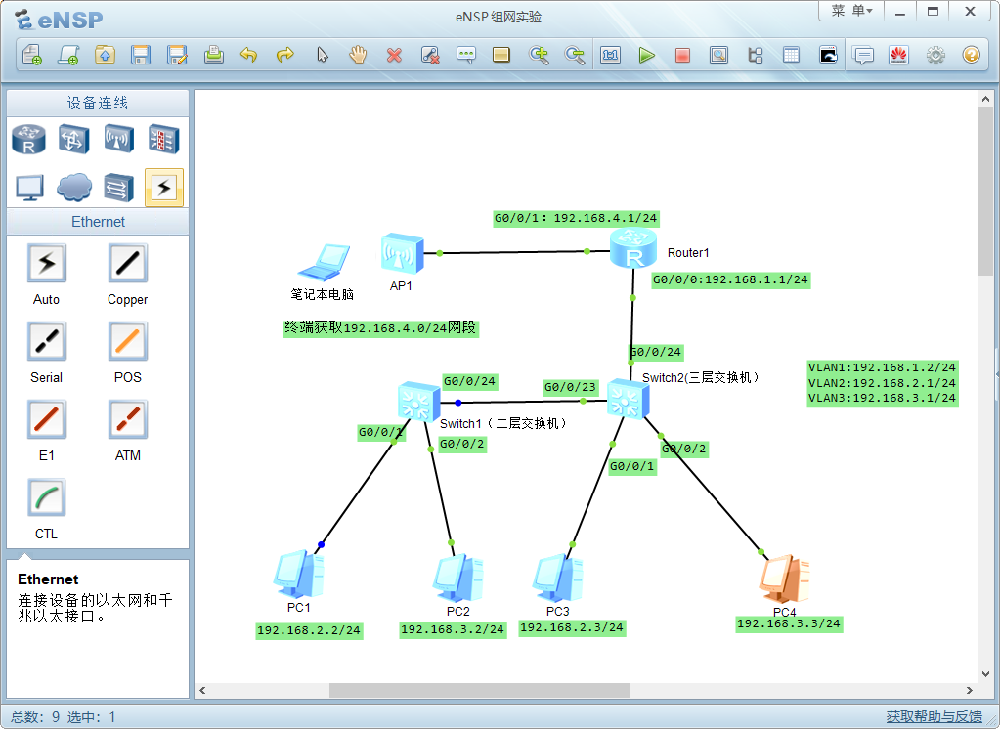 eNSP
eNSP组网实验
菜 单
设备连线
R
Ethernet
Auto
Copper
Serial
POS
E1
ATM
CTL
Ethernet
连接设备的以太网和千
兆以太接口。
1:1
G0/0/1：192.168.4.1/24
R
Router1
笔记本电脑
AP1
G0/0/0:192.168.1.1/24
终端获取192.168.4.0/24网段
G0/0/24
Switch2(三层交换机）
VLAN1:192.168.1.2/24
VLAN2:192.168.2.1/24
VLAN3:192.168.3.1/24
G0/0/24
G0/0/23
Switch1（二层交换机）
G0/0/1
G0/0/2
G0/0/2
G0/0/1
PC1
PC2
PC3
PC4
192.168.2.2/24
192.168.3.2/24
192.168.2.3/24
192.168.3.3/24
总数：9 选中：1
获取帮助与反馈